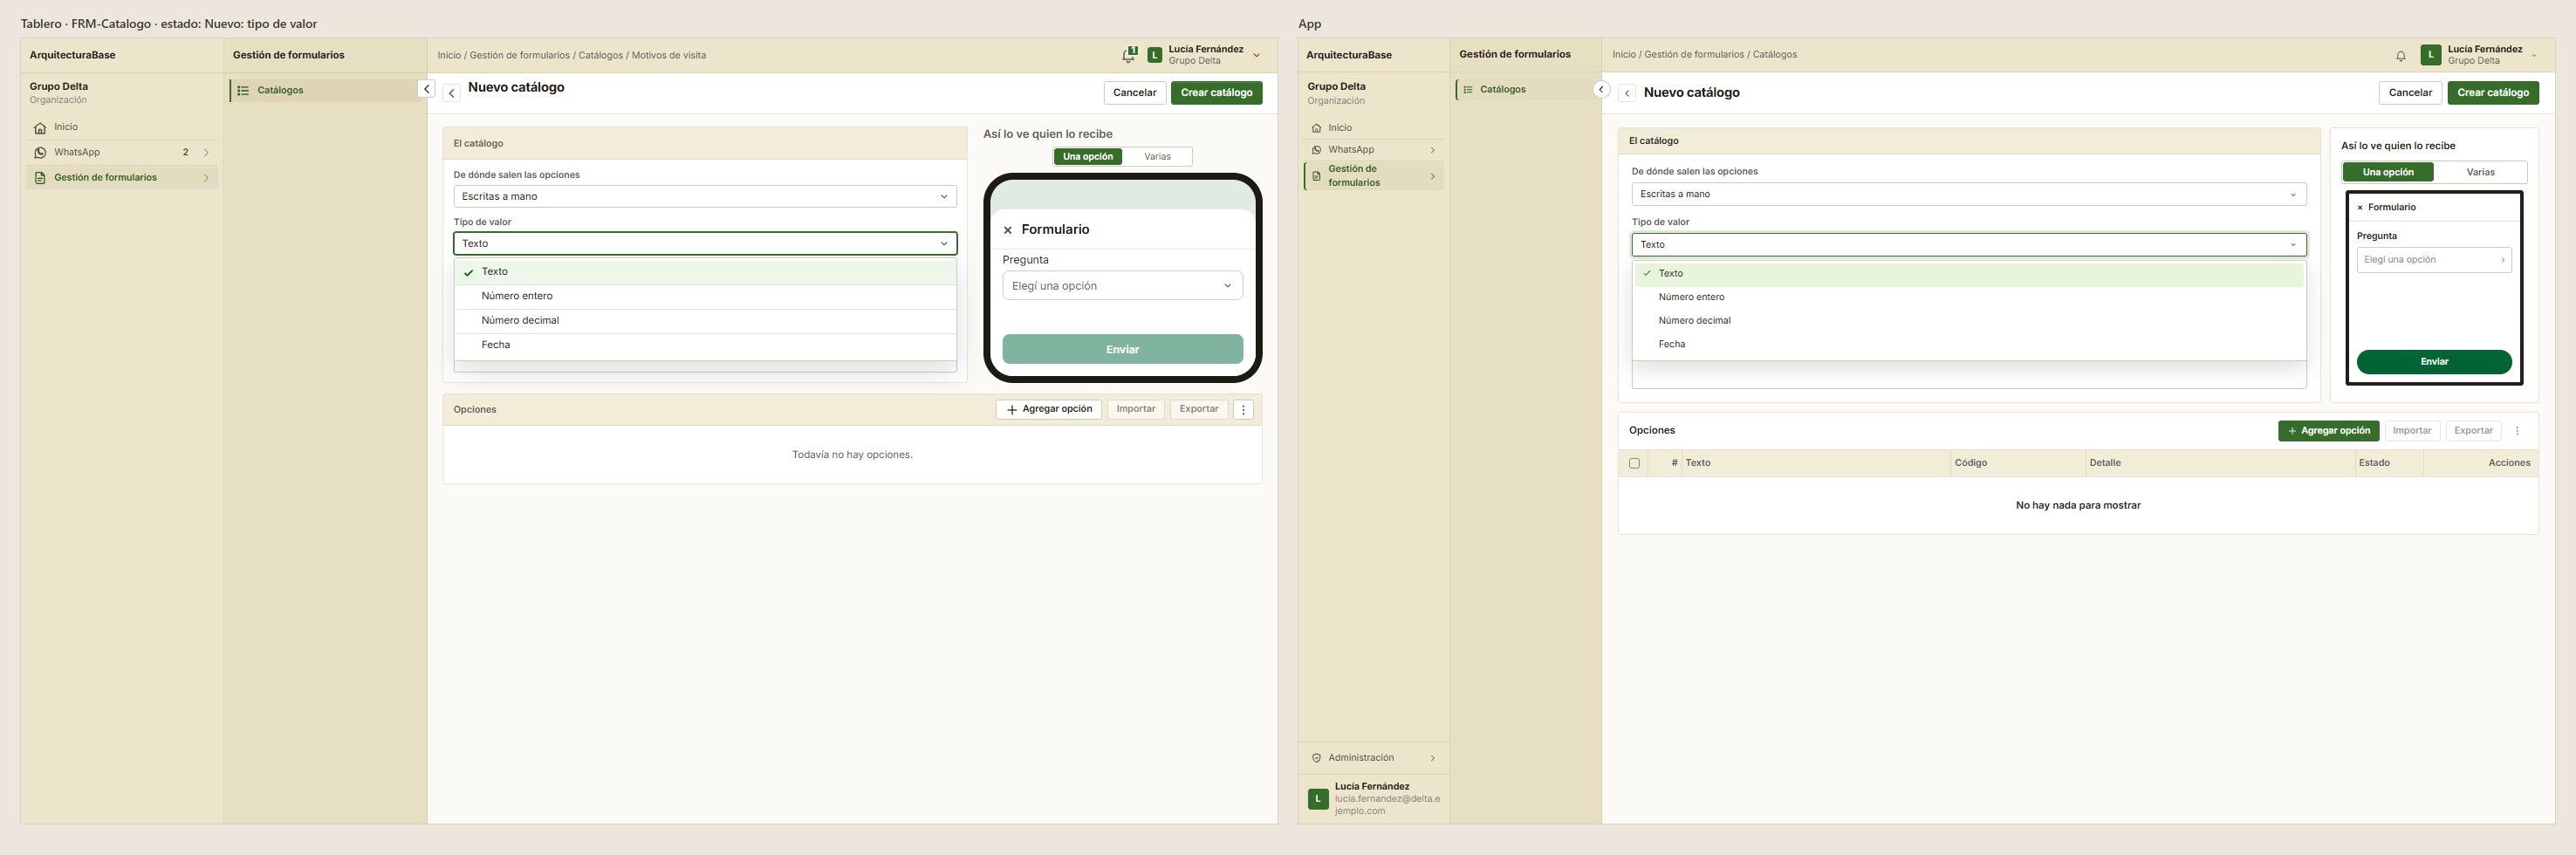 Tablero · FRM-Catalogo · estado: Nuevo: tipo de valor
ArquitecturaBase
Grupo Delta
Organización
Inicio
WhatsApp 2
Gestión de formularios
Gestión de formularios
Catálogos
Inicio / Gestión de formularios / Catálogos / Motivos de visita
1
L
Lucía Fernández
Grupo Delta
Nuevo catálogo
Cancelar
Crear catálogo
El catálogo
De dónde salen las opciones
Escritas a mano
Tipo de valor
Texto
Texto
Número entero
Número decimal
Fecha
Así lo ve quien lo recibe
Una opción
Varias
Formulario
Pregunta
Elegí una opción
Enviar
Opciones
Agregar opción
Importar
Exportar
Todavía no hay opciones.
App
ArquitecturaBase
Grupo Delta
Organización
Inicio
WhatsApp
Gestión de
formularios
Administración
L
Lucía Fernández
lucia.fernandez@delta.e
jemplo.com
Gestión de formularios
Catálogos
Inicio / Gestión de formularios / Catálogos
L
Lucía Fernández
Grupo Delta
Nuevo catálogo
Cancelar
Crear catálogo
El catálogo
De dónde salen las opciones
Escritas a mano
Tipo de valor
Texto
Texto
Número entero
Número decimal
Fecha
Así lo ve quien lo recibe
Una opción
Varias
Formulario
Pregunta
Elegí una opción
Enviar
Opciones
Agregar opción
Importar
Exportar
# Texto Código Detalle Estado Acciones
No hay nada para mostrar